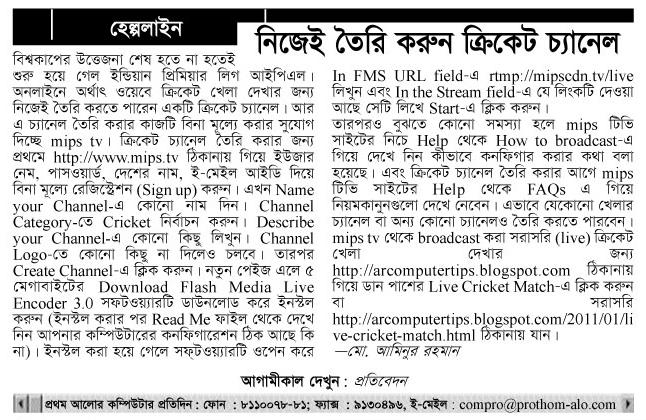 হেল্পলাইন
নিজেই তৈরি করুন ক্রিকেট চ্যানেল
বিশ্বকাপের উত্তেজনা শেষ হতে না হতেই
শুরু হয়ে গেল ইন্ডিয়ান প্রিমিয়ার লিগ আইপিএল।
অনলাইনে অর্থাৎ ওয়েবে ক্রিকেট খেলা দেখার জন্য
নিজেই তৈরি করতে পারেন একটি ক্রিকেট চ্যানেল। আর
এ চ্যানেল তৈরি করার কাজটি বিনা মূল্যে করার সুযোগ
দিচ্ছে mips tv। ক্রিকেট চ্যানেল তৈরি করার জন্য
প্রথমে http://www.mips.tv ঠিকানায় গিয়ে ইউজার
নেম, পাসওয়ার্ড, দেশের নাম, ই-মেইল আইডি দিয়ে
বিনা মূল্যে রেজিস্ট্রেশন (Sign up) করুন। এখন Name
your Channel-এ কোনো নাম দিন। Channel
Category-তে Cricket নির্বাচন করুন। Describe
your Channel-এ কোনো কিছু লিখুন। Channel
Logo-তে কোনো কিছু না দিলেও চলবে। তারপর
Create Channel-এ ক্লিক করুন। নতুন পেইজ এলে ৫
মেগাবাইটের Download Flash Media Live
Encoder 3.0 সফটওয়্যারটি ডাউনলোড করে ইনস্টল
করুন (ইনস্টল করার পর Read Me ফাইল থেকে দেখে
নিন আপনার কম্পিউটারের কনফিগারেশন ঠিক আছে কি
না)। ইনস্টল করা হয়ে গেলে সফ্টওয়্যারটি ওপেন করে
In FMS URL field-এ rtmp://mipscdn.tv/live
লিখুন এবং In the Stream field-এ যে লিংকটি দেওয়া
আছে সেটি লিখে Start-এ ক্লিক করুন।
তারপরও বুঝতে কোনো সমস্যা হলে mips টিভি
সাইটের নিচে Help থেকে How to broadcast-এ
গিয়ে দেখে নিন কীভাবে কনফিগার করার কথা বলা
হয়েছে। এবং ক্রিকেট চ্যানেল তৈরি করার আগে mips
টিভি সাইটের Help থেকে FAQs এ গিয়ে
নিয়মকানুনগুলো দেখে নেবেন। এভাবে যেকোনো খেলার
চ্যানেল বা অন্য কোনো চ্যানেলও তৈরি করতে পারবেন।
mips tv থেকে broadcast করা সরাসরি (live) ক্রিকেট
খেলা দেখার জন্য
http://arcomputertips.blogspot.com ঠিকানায়
গিয়ে ডান পাশের Live Cricket Match-এ ক্লিক করুন
বা সরাসরি
http://arcomputertips.blogspot.com/2011/01/li
ve-cricket-match.html ঠিকানায় যান।
—মো. আমিনুর রহমান
আগামীকাল দেখুন : প্রতিবেদন
প্রথম আলোর কম্পিউটার প্রতিদিন : ফোন : ৮১১০০৭৮-৮১; ফ্যাক্স : ৯১৩০৪৯৬, ই-মেইল : compro@prothom-alo.com